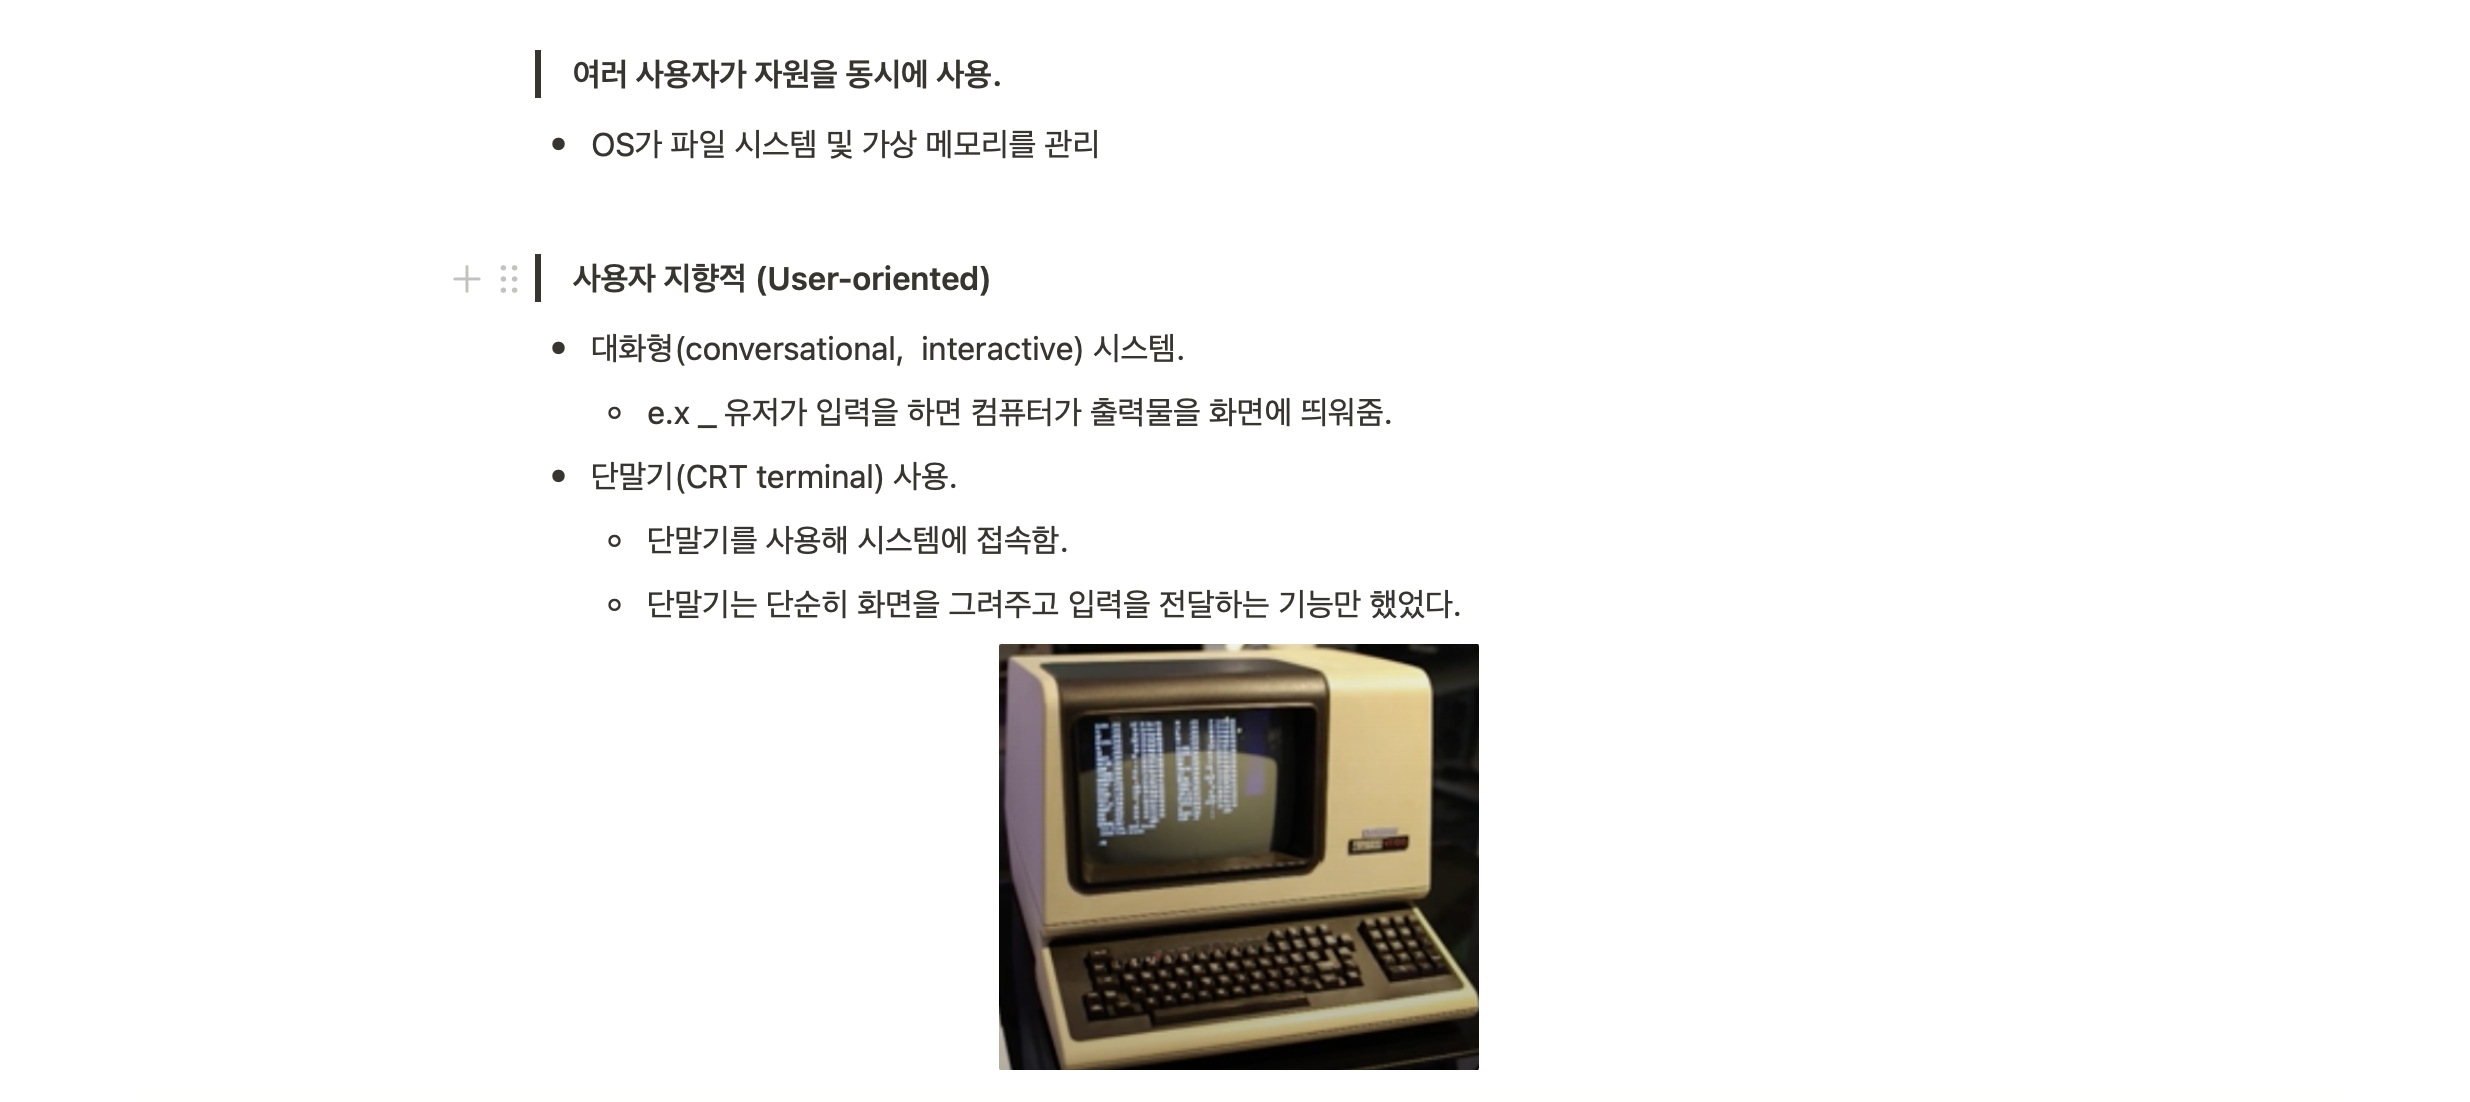 여러 사용자가 자원을 동시에 사용.
OS가 파일 시스템 및 가상 메모리를 관리
사용자 지향적 (User-oriented)
대화형(conversational,  interactive) 시스템.
e.x _ 유저가 입력을 하면 컴퓨터가 출력물을 화면에 띄워줌.
단말기(CRT terminal) 사용.
단말기를 사용해 시스템에 접속함.
단말기는 단순히 화면을 그려주고 입력을 전달하는 기능만 했었다.